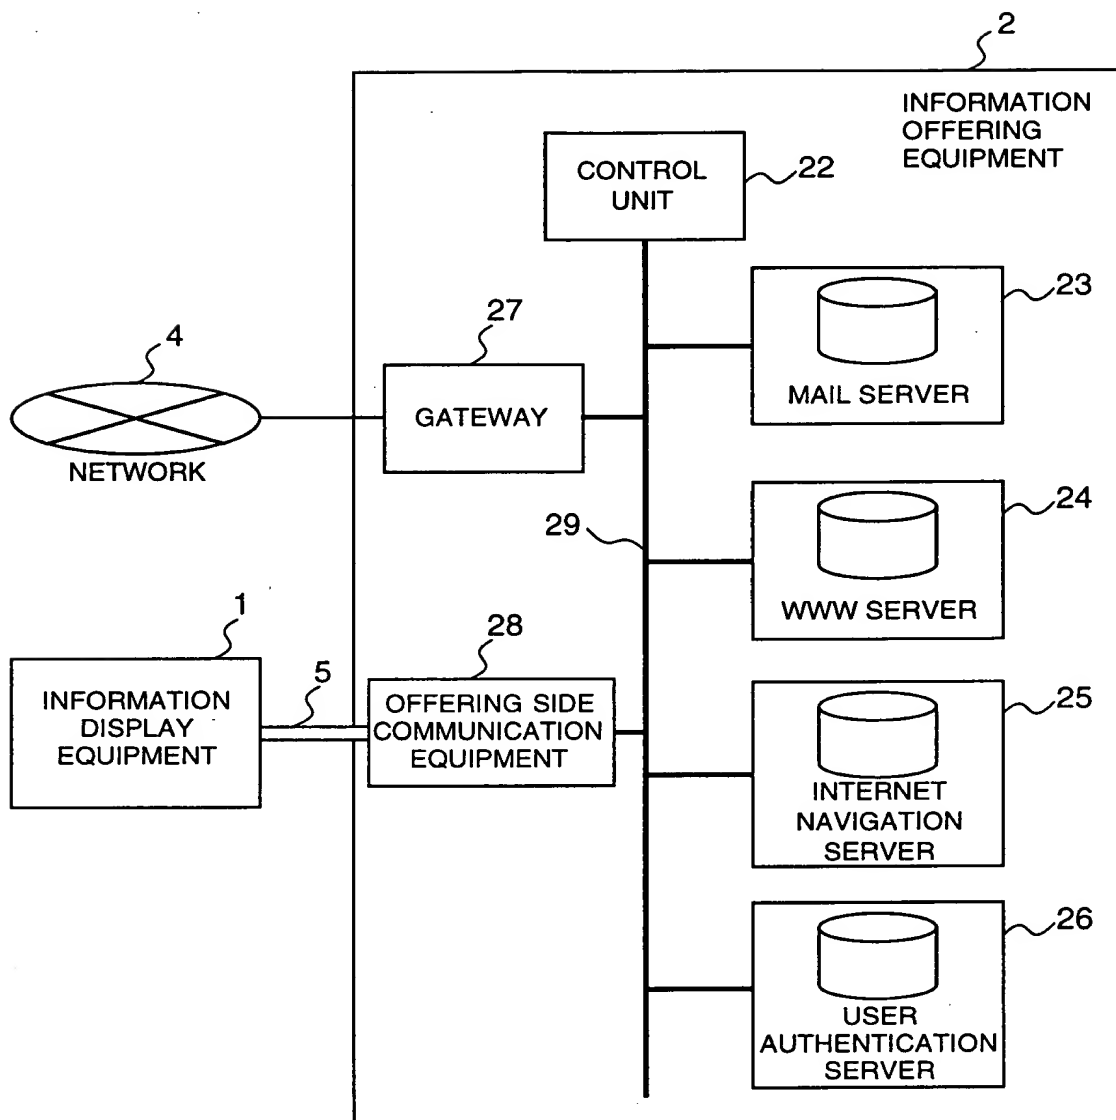 2
INFORMATION
OFFERING
EQUIPMENT
CONTROL
UNIT
22
23
MAIL SERVER
27
GATEWAY
4
NETWORK
24
WWW SERVER
29
1
INFORMATION
DISPLAY
EQUIPMENT
5
28
OFFERING SIDE
COMMUNICATION
EQUIPMENT
25
INTERNET
NAVIGATION
SERVER
26
USER
AUTHENTICATION
SERVER